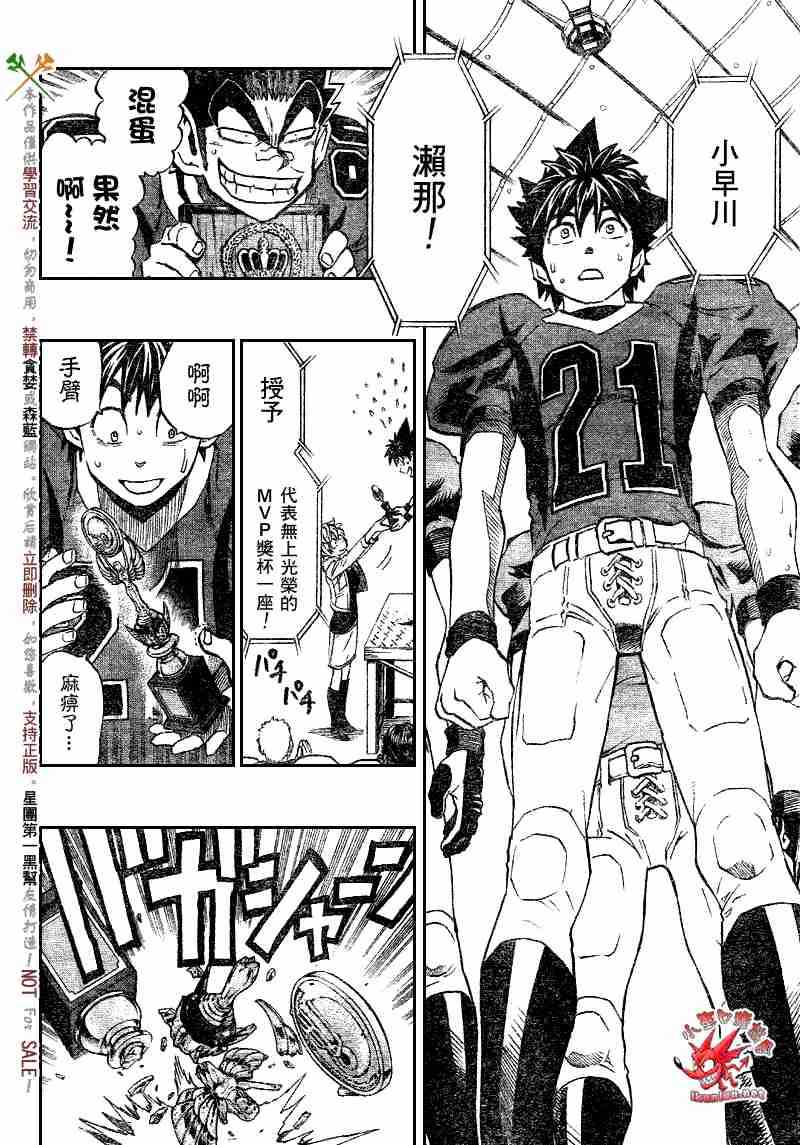 小早川
瀨那！
21
混蛋
果然
啊～～！
授予
代表無上光榮的
MVP獎杯一座！
パチ
パチ
啊啊
手臂
麻痹了…
ガシャーン
本作品僅供學習交流，切勿商用，禁轉貪婪或森藍網站。欣賞后請立即刪除，如您喜歡，支持正版。星團第一黑幫友情打造！NOT For SALE—